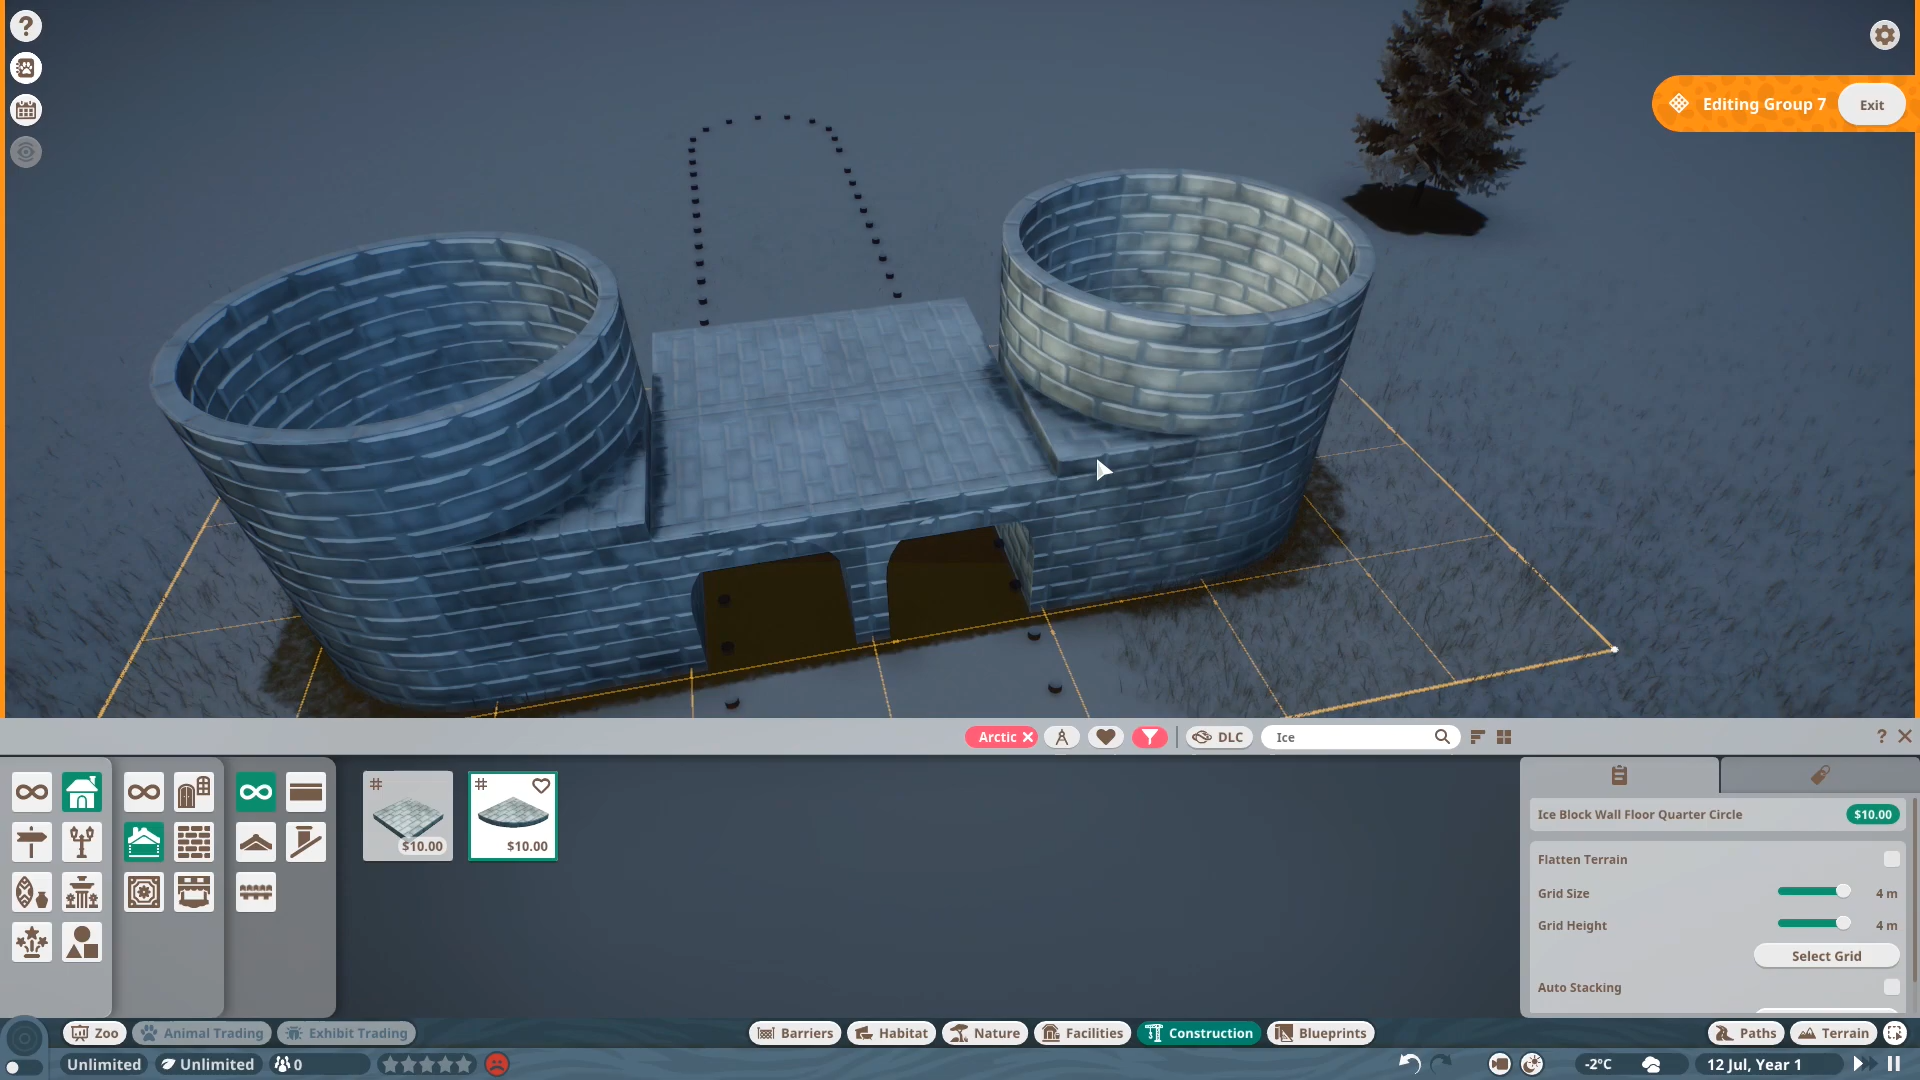 Editing Group 7
Exit
Arctic
DLC
Ice
$10.00
$10.00
Ice Block Wall Floor Quarter Circle
$10.00
Flatten Terrain
Grid Size
4 m
Grid Height
4 m
Select Grid
Auto Stacking
Zoo
Animal Trading
Exhibit Trading
Barriers
Habitat
Nature
Facilities
Construction
Blueprints
Paths
Terrain
Unlimited
Unlimited
0
-2°C
12 Jul, Year 1